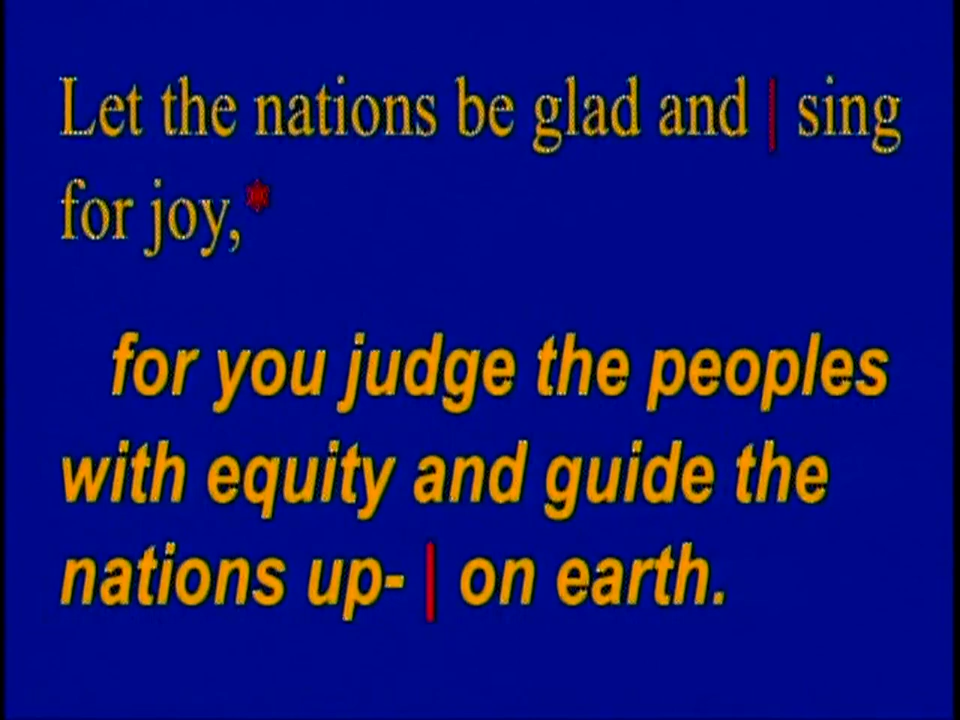 Let the nations be glad and | sing
for joy,*
for you judge the peoples
with equity and guide the
nations up- | on earth.